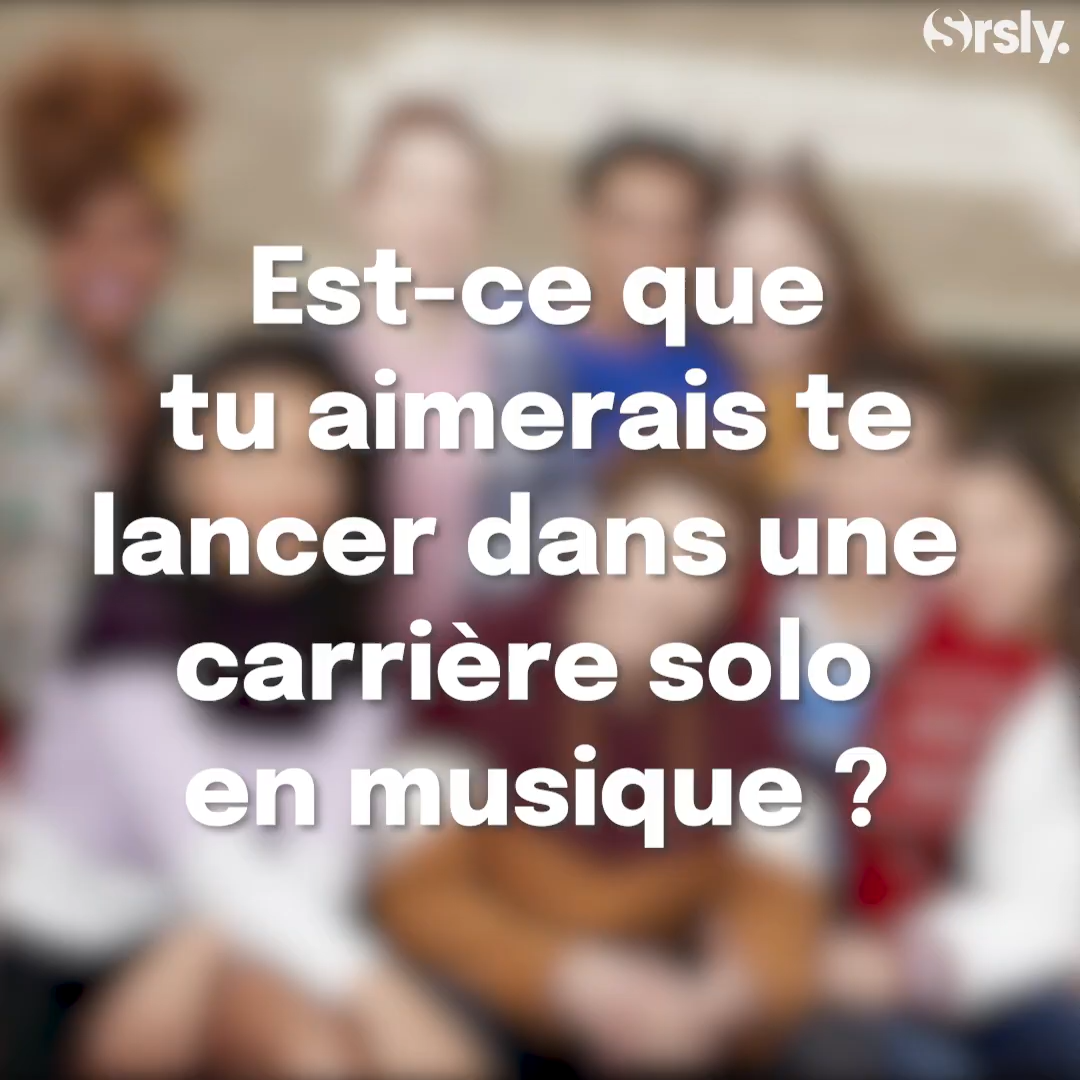 Srsly.
Est-ce que
tu aimerais te
lancer dans une
carrière solo
en musique ?